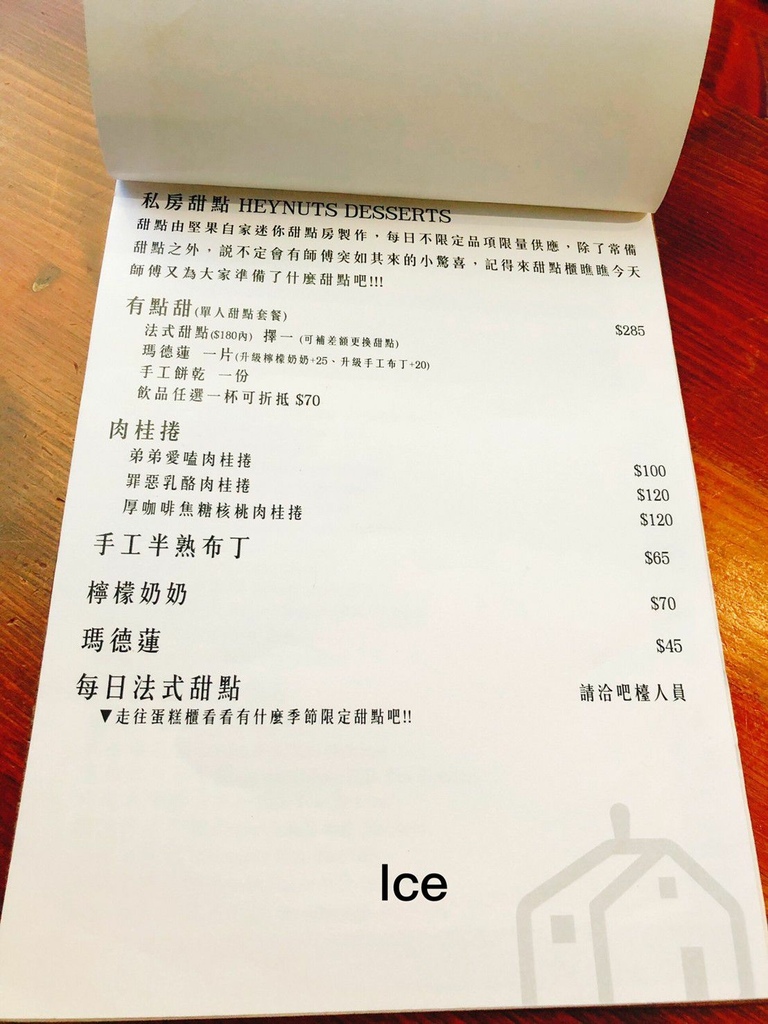 私房甜點 HEYNUTS DESSERTS
甜點由堅果自家迷你甜點房製作，每日不限定品項限量供應，除了常備
甜點之外，說不定會有師傅突如其來的小驚喜，記得來甜點櫃瞧瞧今天
師傅又為大家準備了什麼甜點吧!!!
有點甜(單人甜點套餐) $285
法式甜點($180內) 擇一 (可補差額更換甜點)
瑪德蓮 一片(升級檸檬奶奶+25、升級手工布丁+20)
手工餅乾 一份
飲品任選一杯可折抵 $70
肉桂捲
弟弟愛嗑肉桂捲 $100
罪惡乳酪肉桂捲 $120
厚咖啡焦糖核桃肉桂捲 $120
手工半熟布丁 $65
檸檬奶奶 $70
瑪德蓮 $45
每日法式甜點 請洽吧檯人員
▼走往蛋糕櫃看看有什麼季節限定甜點吧!!
Ice